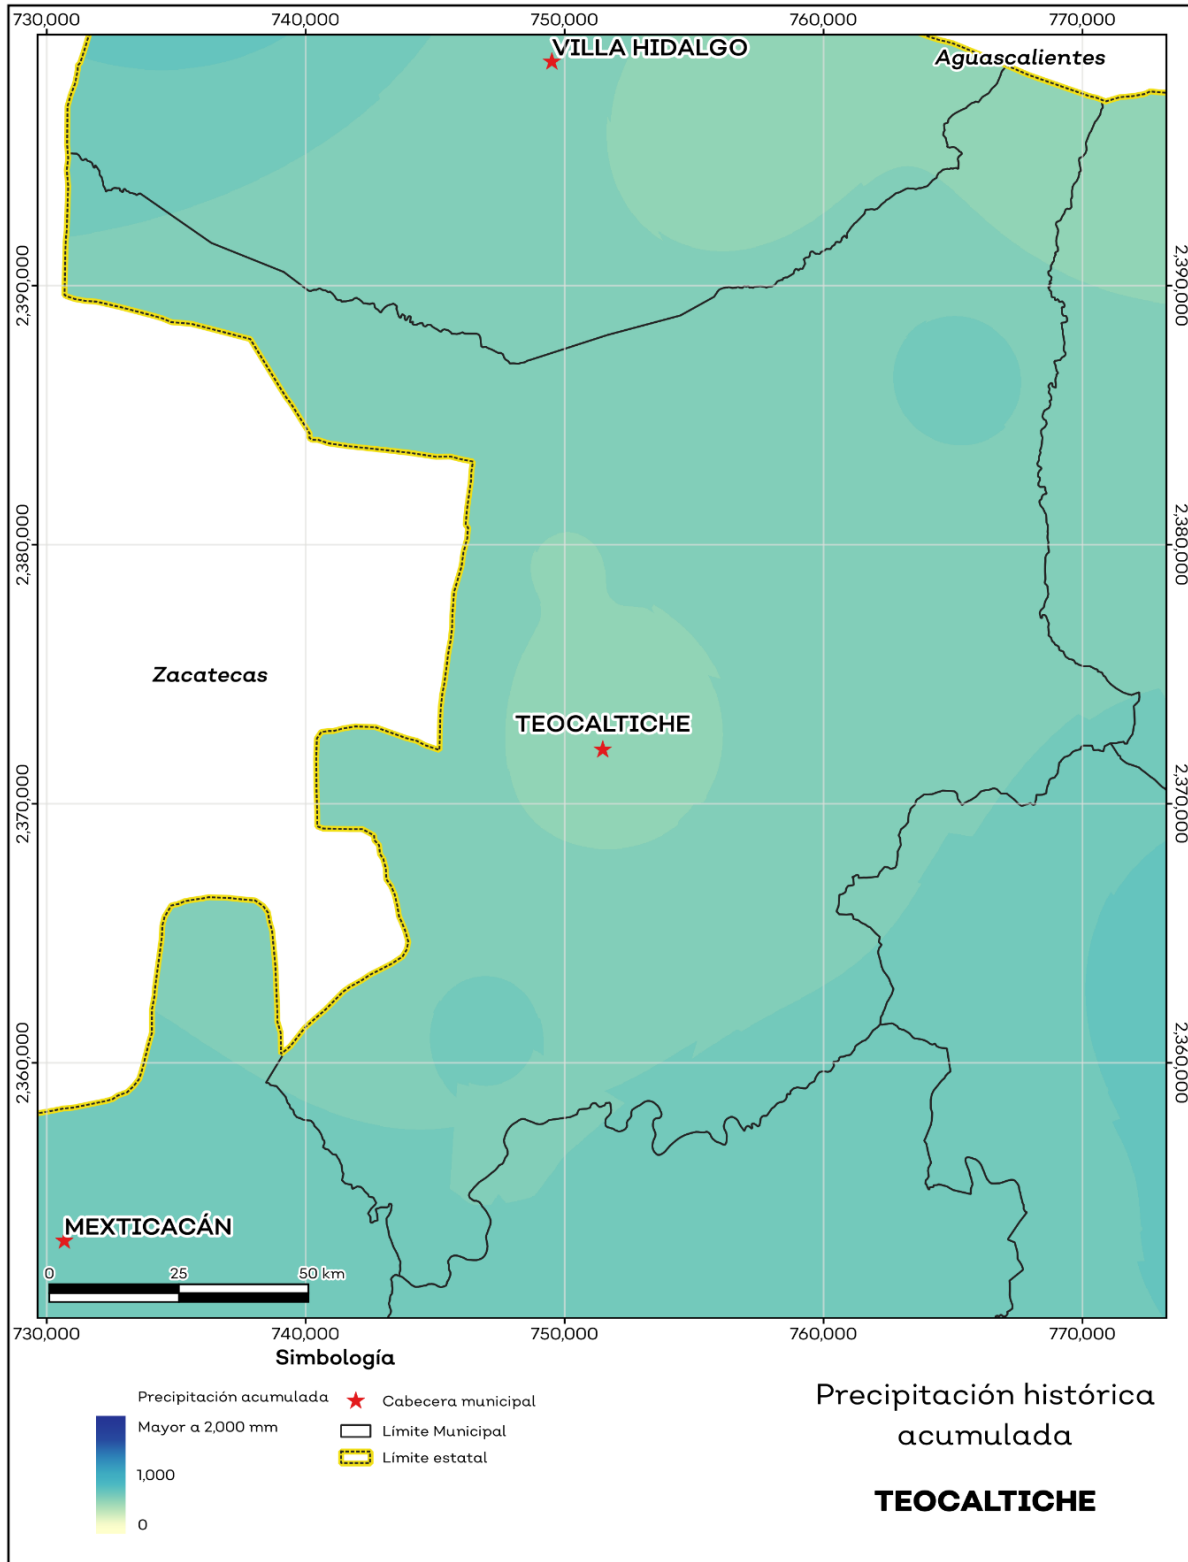 730,000
740,000
750,000
760,000
770,000
VILLA HIDALGO
Aguascalientes
2,390,000
2,390,000
2,380,000
2,380,000
Zacatecas
TEOCALTICHE
2,370,000
2,370,000
2,360,000
2,360,000
MEXTICACÁN
0 25 50 km
730,000
740,000
750,000
760,000
770,000
Simbología
Precipitación acumulada
Mayor a 2,000 mm
1,000
0
Cabecera municipal
Límite Municipal
Límite estatal
Precipitación histórica
acumulada
TEOCALTICHE